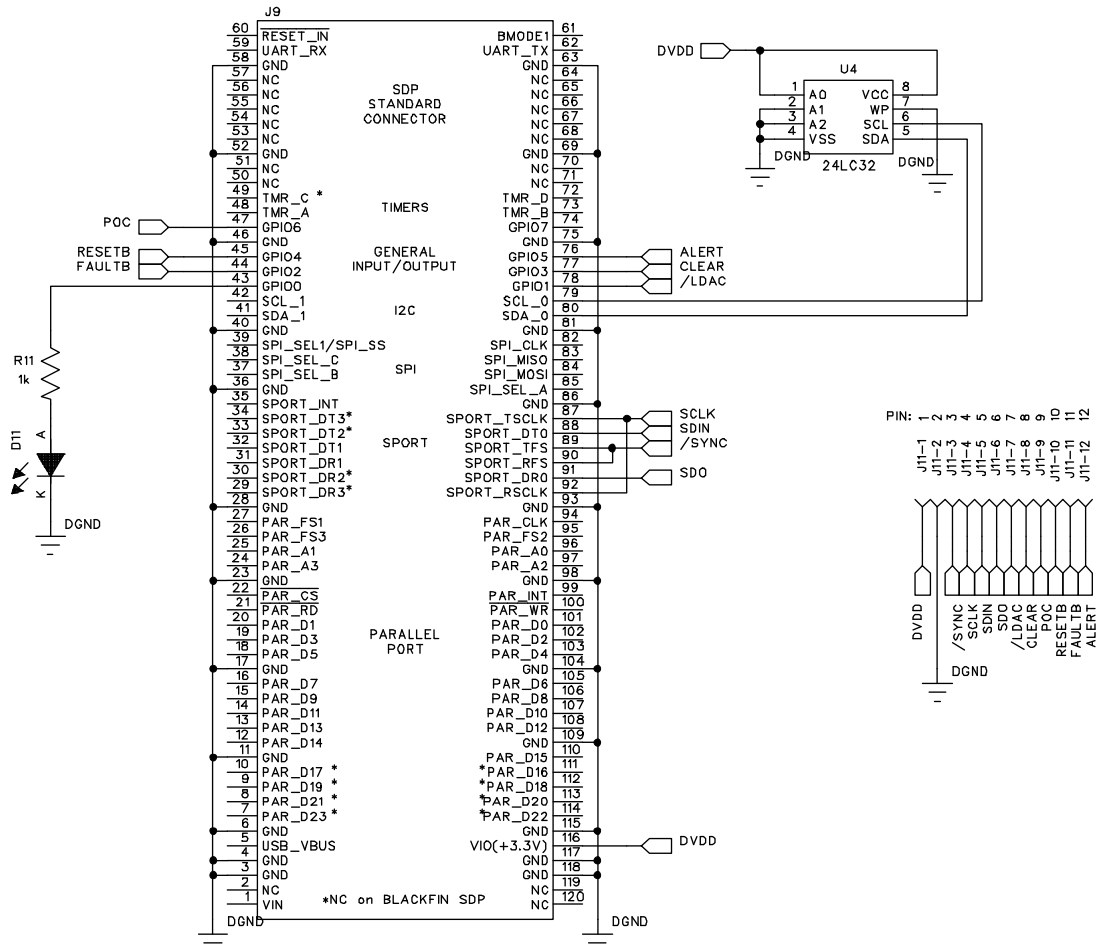 J9
60 RESET_IN BMODE1 61
59 UART_RX UART_TX 62
58 GND GND 63
57 NC NC 64
56 NC NC 65
55 NC NC 66
54 NC NC 67
53 NC NC 68
52 GND GND 69
51 NC NC 70
50 NC NC 71
49 TMR_C * TMR_D 72
48 TMR_A TMR_B 73
47 GPIO6 GPIO7 74
46 GND GND 75
45 GPIO4 GPIO5 76
44 GPIO2 GPIO3 77
43 GPIO0 GPIO1 78
42 SCL_1 SCL_0 79
41 SDA_1 SDA_0 80
40 GND GND 81
39 SPI_SEL1/SPI_SS SPI_CLK 82
38 SPI_SEL_C SPI_MISO 83
37 SPI_SEL_B SPI_MOSI 84
36 GND SPI_SEL_A 85
35 SPORT_INT GND 86
34 SPORT_DT3* SPORT_TSCLK 87
33 SPORT_DT2* SPORT_DT0 88
32 SPORT_DT1 SPORT_TFS 89
31 SPORT_DR1 SPORT_RFS 90
30 SPORT_DR2* SPORT_DR0 91
29 SPORT_DR3* SPORT_RSCLK 92
28 GND GND 93
27 PAR_FS1 PAR_CLK 94
26 PAR_FS3 PAR_FS2 95
25 PAR_A1 PAR_A0 96
24 PAR_A3 PAR_A2 97
23 GND GND 98
22 PAR_CS PAR_INT 99
21 PAR_RD PAR_WR 100
20 PAR_D1 PAR_D0 101
19 PAR_D3 PAR_D2 102
18 PAR_D5 PAR_D4 103
17 GND GND 104
16 PAR_D7 PAR_D6 105
15 PAR_D9 PAR_D8 106
14 PAR_D11 PAR_D10 107
13 PAR_D13 PAR_D12 108
12 PAR_D14 GND 109
11 GND PAR_D15 110
10 PAR_D17 * *PAR_D16 111
9 PAR_D19 * *PAR_D18 112
8 PAR_D21 * *PAR_D20 113
7 PAR_D23 * *PAR_D22 114
6 GND GND 115
5 USB_VBUS VIO(+3.3V) 116
4 GND GND 117
3 GND GND 118
2 NC NC 119
1 VIN NC 120
SDP
STANDARD
CONNECTOR
TIMERS
GENERAL
INPUT/OUTPUT
I2C
SPI
SPORT
PARALLEL
PORT
*NC on BLACKFIN SDP
DGND
DGND
POC
RESETB
FAULTB
R11
1k
D11
A
K
DGND
ALERT
CLEAR
/LDAC
SCLK
SDIN
/SYNC
SDO
DVDD
DVDD
U4
1 A0 VCC 8
2 A1 WP 7
3 A2 SCL 6
4 VSS SDA 5
24LC32
DGND
DGND
PIN: 1 2 3 4 5 6 7 8 9 10 11 12
J11-1
J11-2
J11-3
J11-4
J11-5
J11-6
J11-7
J11-8
J11-9
J11-10
J11-11
J11-12
DVDD
/SYNC
SCLK
SDIN
SDO
/LDAC
CLEAR
POC
RESETB
FAULTB
ALERT
DGND